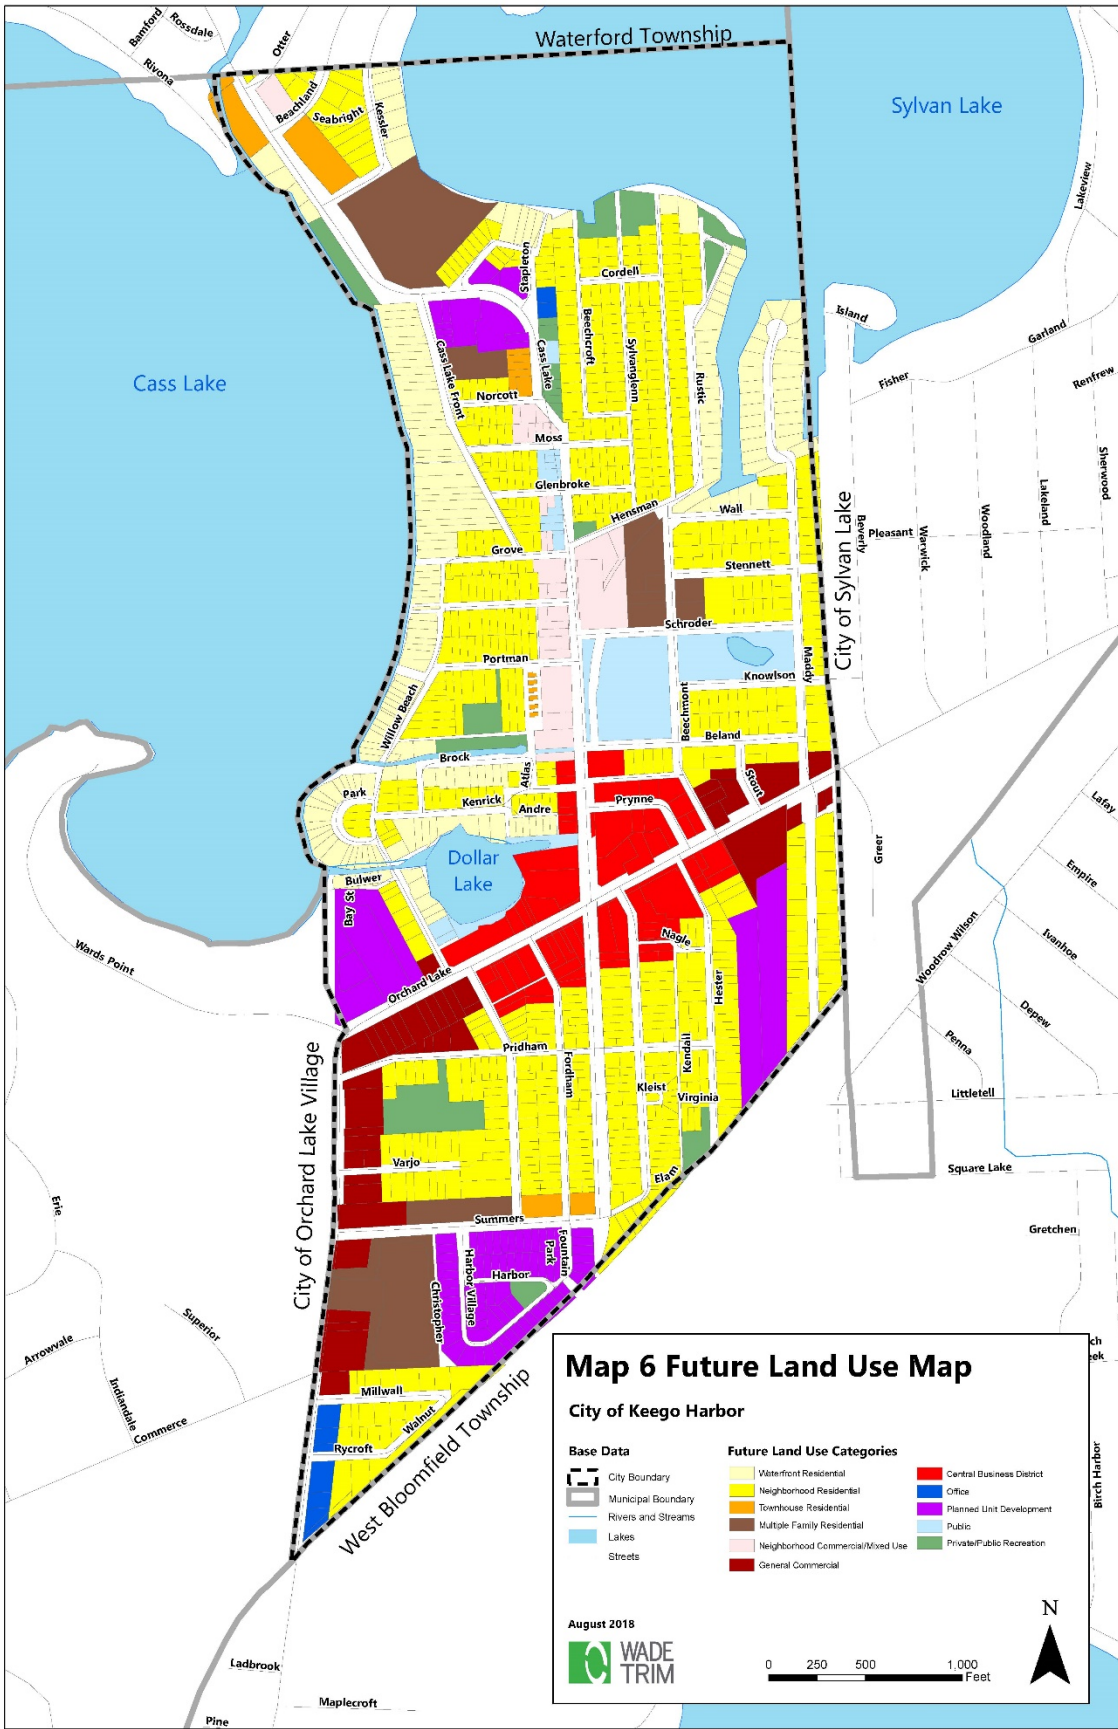 Waterford Township
Bamford
Rossdale
Otter
Rivona
Beachland
Seabright
Kessler
Sylvan Lake
Lakeview
Stapleton
Cordell
Beechcroft
Sylvanglenn
Rustic
Island
Garland
Fisher
Renfrew
Cass Lake
Cass Lake Front
Cass Lake
Norcott
Moss
Glenbroke
Hensman
Wall
Grove
Stennett
Schroder
Portman
Knowlson
Maddy
Beechmont
Beland
Willow Beach
City of Sylvan Lake
Beverly
Pleasant
Warwick
Woodland
Lakeland
Sherwood
Brock
Atlas
Park
Kenrick
Andre
Prynne
Stout
Dollar
Lake
Bulwer
Bay St
Orchard Lake
Nagle
Hester
Greer
Lafay
Empire
Ivanhoe
Woodrow Wilson
Depew
Penna
Littletell
Square Lake
Gretchen
Wards Point
City of Orchard Lake Village
Pridham
Fordham
Kendall
Kleist
Virginia
Varjo
Elam
Summers
Fountain
Park
Harbor
Harbor Village
Christopher
Erie
Superior
Arrowvale
Indiandale
Commerce
Millwall
Walnut
Rycroft
West Bloomfield Township
Ladbrook
Maplecroft
Pine
ch
eek
Birch Harbor
Map 6 Future Land Use Map
City of Keego Harbor
Base Data
City Boundary
Municipal Boundary
Rivers and Streams
Lakes
Streets
Future Land Use Categories
Waterfront Residential
Neighborhood Residential
Townhouse Residential
Multiple Family Residential
Neighborhood Commercial/Mixed Use
General Commercial
Central Business District
Office
Planned Unit Development
Public
Private/Public Recreation
August 2018
WADE
TRIM
0 250 500 1,000
Feet
N